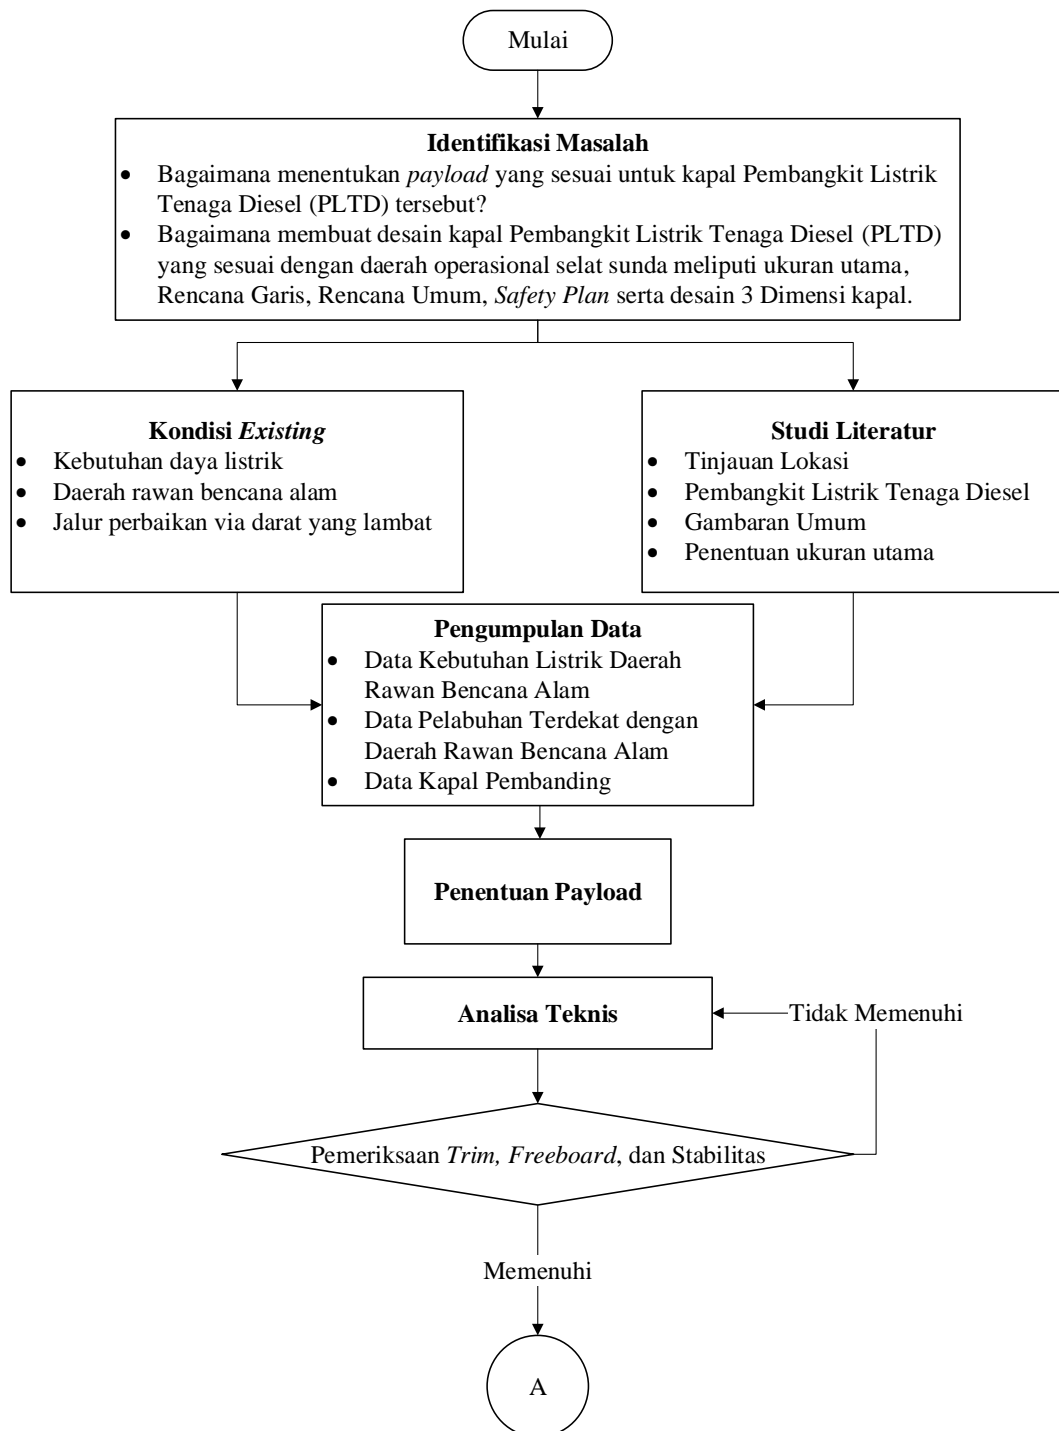 Mulai
Identifikasi Masalah
• Bagaimana menentukan payload yang sesuai untuk kapal Pembangkit Listrik
Tenaga Diesel (PLTD) tersebut?
• Bagaimana membuat desain kapal Pembangkit Listrik Tenaga Diesel (PLTD)
yang sesuai dengan daerah operasional selat sunda meliputi ukuran utama,
Rencana Garis, Rencana Umum, Safety Plan serta desain 3 Dimensi kapal.
Kondisi Existing
• Kebutuhan daya listrik
• Daerah rawan bencana alam
• Jalur perbaikan via darat yang lambat
Studi Literatur
• Tinjauan Lokasi
• Pembangkit Listrik Tenaga Diesel
• Gambaran Umum
• Penentuan ukuran utama
Pengumpulan Data
• Data Kebutuhan Listrik Daerah
Rawan Bencana Alam
• Data Pelabuhan Terdekat dengan
Daerah Rawan Bencana Alam
• Data Kapal Pembanding
Penentuan Payload
Analisa Teknis
Tidak Memenuhi
Pemeriksaan Trim, Freeboard, dan Stabilitas
Memenuhi
A